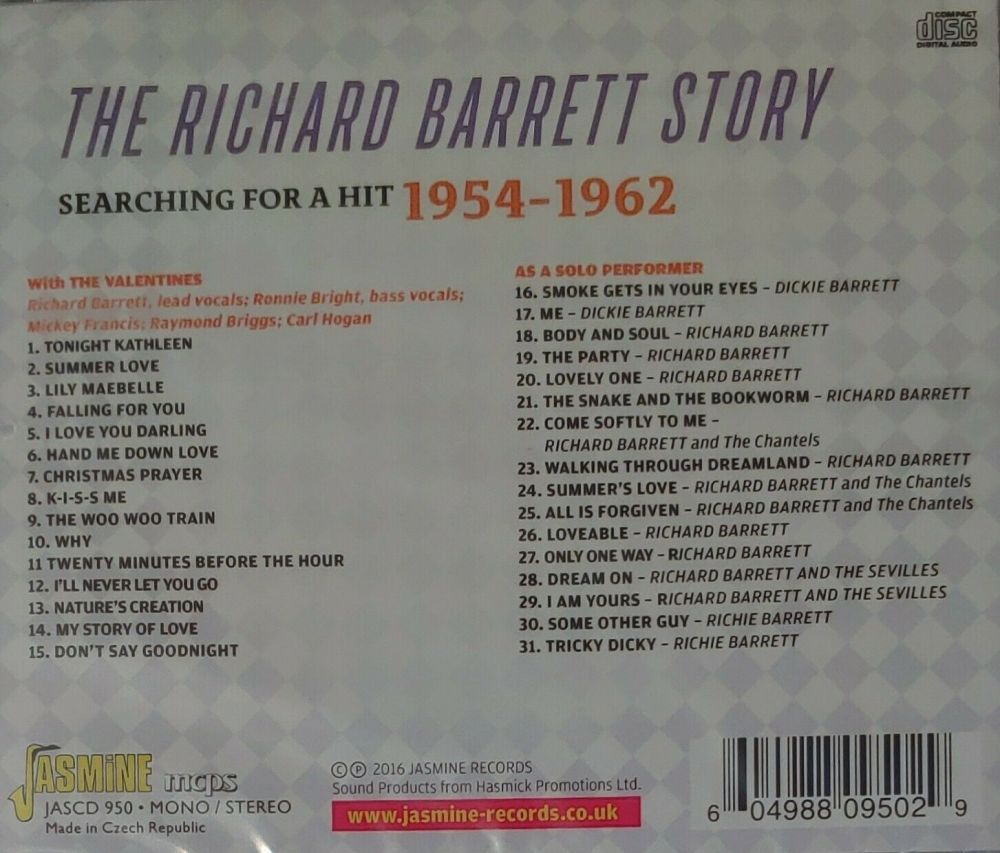 COMPACT
disc
DIGITAL AUDIO
THE RICHARD BARRETT STORY
SEARCHING FOR A HIT 1954-1962
With THE VALENTINES
Richard Barrett, lead vocals; Ronnie Bright, bass vocals;
Mickey Francis; Raymond Briggs; Carl Hogan
1. TONIGHT KATHLEEN
2. SUMMER LOVE
3. LILY MAEBELLE
4. FALLING FOR YOU
5. I LOVE YOU DARLING
6. HAND ME DOWN LOVE
7. CHRISTMAS PRAYER
8. K-I-S-S ME
9. THE WOO WOO TRAIN
10. WHY
11 TWENTY MINUTES BEFORE THE HOUR
12. I'LL NEVER LET YOU GO
13. NATURE'S CREATION
14. MY STORY OF LOVE
15. DON'T SAY GOODNIGHT
AS A SOLO PERFORMER
16. SMOKE GETS IN YOUR EYES – DICKIE BARRETT
17. ME – DICKIE BARRETT
18. BODY AND SOUL – RICHARD BARRETT
19. THE PARTY – RICHARD BARRETT
20. LOVELY ONE – RICHARD BARRETT
21. THE SNAKE AND THE BOOKWORM – RICHARD BARRETT
22. COME SOFTLY TO ME –
RICHARD BARRETT and The Chantels
23. WALKING THROUGH DREAMLAND – RICHARD BARRETT
24. SUMMER'S LOVE – RICHARD BARRETT and The Chantels
25. ALL IS FORGIVEN – RICHARD BARRETT and The Chantels
26. LOVEABLE – RICHARD BARRETT
27. ONLY ONE WAY – RICHARD BARRETT
28. DREAM ON – RICHARD BARRETT AND THE SEVILLES
29. I AM YOURS – RICHARD BARRETT AND THE SEVILLES
30. SOME OTHER GUY – RICHIE BARRETT
31. TRICKY DICKY – RICHIE BARRETT
JASMINE mcps
JASCD 950 • MONO / STEREO
Made in Czech Republic
©℗ 2016 JASMINE RECORDS
Sound Products from Hasmick Promotions Ltd.
www.jasmine-records.co.uk
6 04988 09502 9